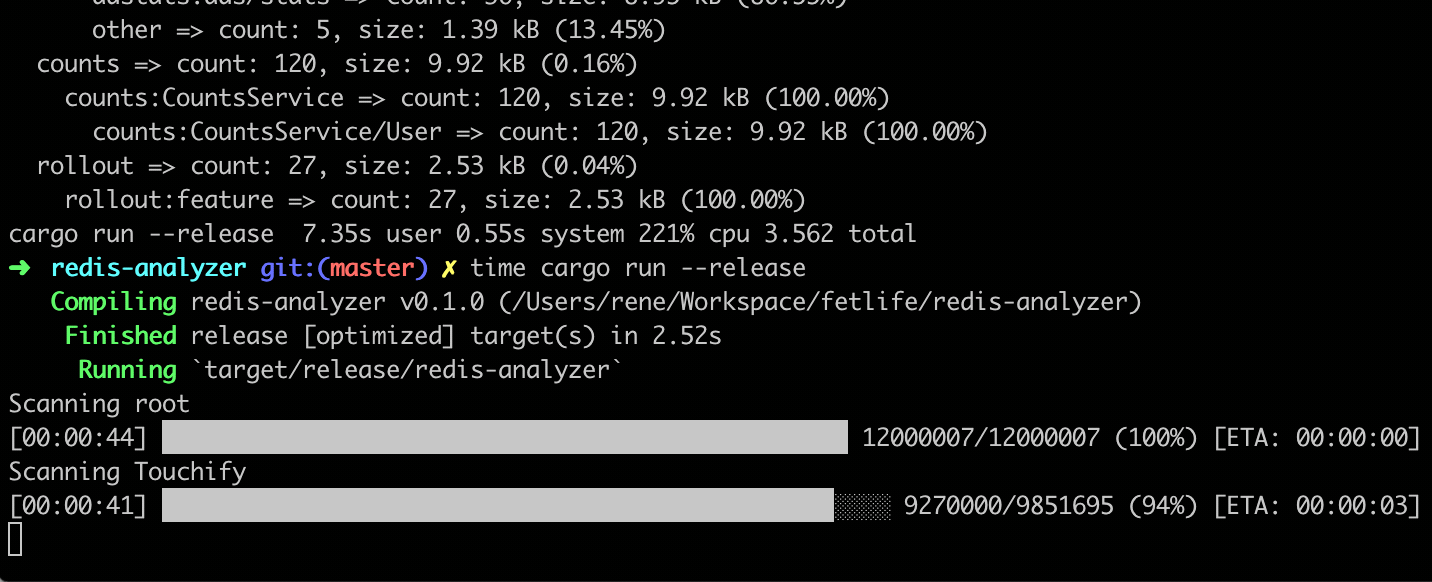 other => count: 5, size: 1.39 kB (13.45%)
counts => count: 120, size: 9.92 kB (0.16%)
counts:CountsService => count: 120, size: 9.92 kB (100.00%)
counts:CountsService/User => count: 120, size: 9.92 kB (100.00%)
rollout => count: 27, size: 2.53 kB (0.04%)
rollout:feature => count: 27, size: 2.53 kB (100.00%)
cargo run --release  7.35s user 0.55s system 221% cpu 3.562 total
➜  redis-analyzer git:(master) ✗ time cargo run --release
Compiling redis-analyzer v0.1.0 (/Users/rene/Workspace/fetlife/redis-analyzer)
Finished release [optimized] target(s) in 2.52s
Running `target/release/redis-analyzer`
Scanning root
[00:00:44] 12000007/12000007 (100%) [ETA: 00:00:00]
Scanning Touchify
[00:00:41] 9270000/9851695 (94%) [ETA: 00:00:03]